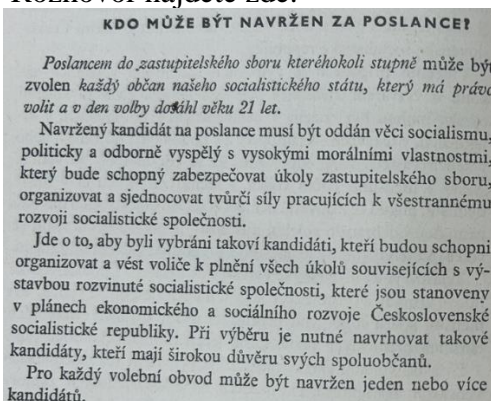 Rozhovor najdete zde:
KDO MŮŽE BÝT NAVRŽEN ZA POSLANCE?
Poslancem do zastupitelského sboru kteréhokoli stupně může být
zvolen každý občan našeho socialistického státu, který má právo
volit a v den volby dosáhl věku 21 let.
Navržený kandidát na poslance musí být oddán věci socialismu,
politicky a odborně vyspělý s vysokými morálními vlastnostmi,
který bude schopný zabezpečovat úkoly zastupitelského sboru,
organizovat a sjednocovat tvůrčí síly pracujících k všestrannému
rozvoji socialistické společnosti.
Jde o to, aby byli vybráni takoví kandidáti, kteří budou schopni
organizovat a vést voliče k plnění všech úkolů souvisejících s vý-
stavbou rozvinuté socialistické společnosti, které jsou stanoveny
v plánech ekonomického a sociálního rozvoje Československé
socialistické republiky. Při výběru je nutné navrhovat takové
kandidáty, kteří mají širokou důvěru svých spoluobčanů.
Pro každý volební obvod může být navržen jeden nebo více
kandidátů.